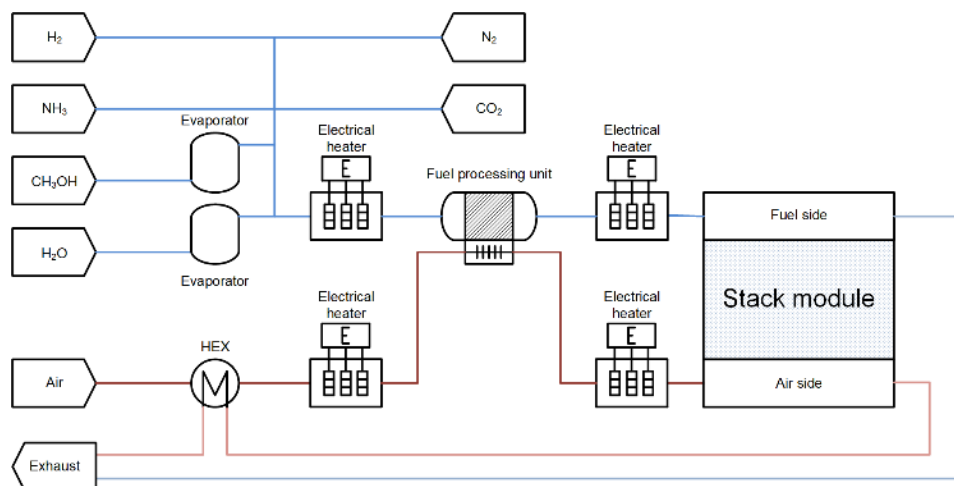 H₂
N₂
NH₃
CO₂
Evaporator
CH₃OH
Electrical
heater
E
Fuel processing unit
Electrical
heater
E
Fuel side
H₂O
Evaporator
Stack module
Electrical
heater
E
Electrical
heater
E
HEX
Air
Air side
Exhaust